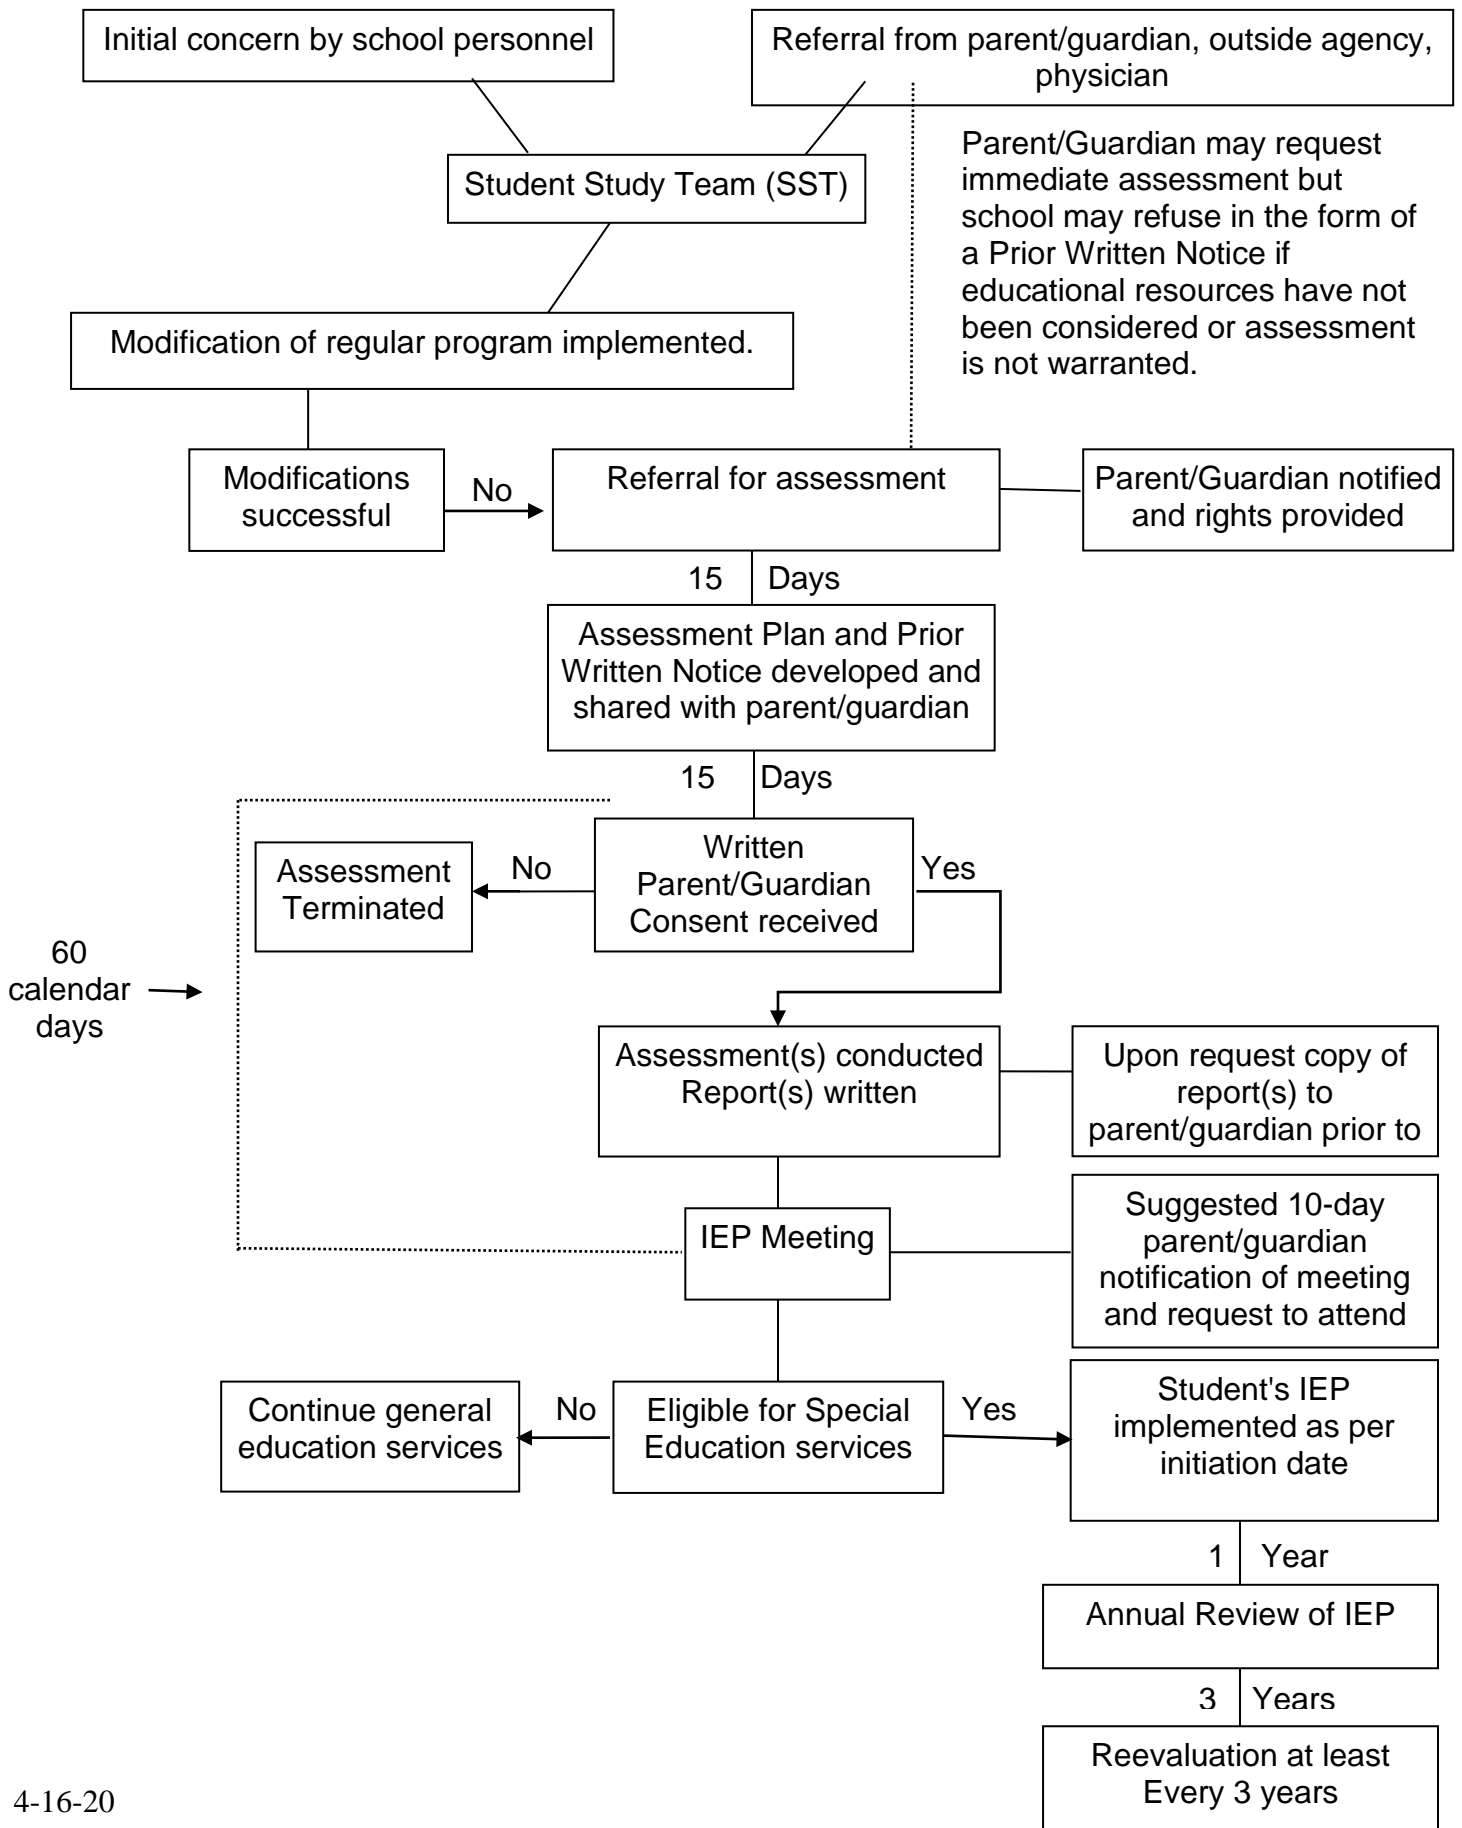 Initial concern by school personnel
Referral from parent/guardian, outside agency,
physician
Parent/Guardian may request
immediate assessment but
school may refuse in the form of
a Prior Written Notice if
educational resources have not
been considered or assessment
is not warranted.
Student Study Team (SST)
Modification of regular program implemented.
Modifications
successful
No
Referral for assessment
Parent/Guardian notified
and rights provided
15 Days
Assessment Plan and Prior
Written Notice developed and
shared with parent/guardian
15 Days
Assessment
Terminated
No
Written
Parent/Guardian
Consent received
Yes
60
calendar
days
Assessment(s) conducted
Report(s) written
Upon request copy of
report(s) to
parent/guardian prior to
IEP Meeting
Suggested 10-day
parent/guardian
notification of meeting
and request to attend
Continue general
education services
No
Eligible for Special
Education services
Yes
Student's IEP
implemented as per
initiation date
1 Year
Annual Review of IEP
3 Years
Reevaluation at least
Every 3 years
4-16-20